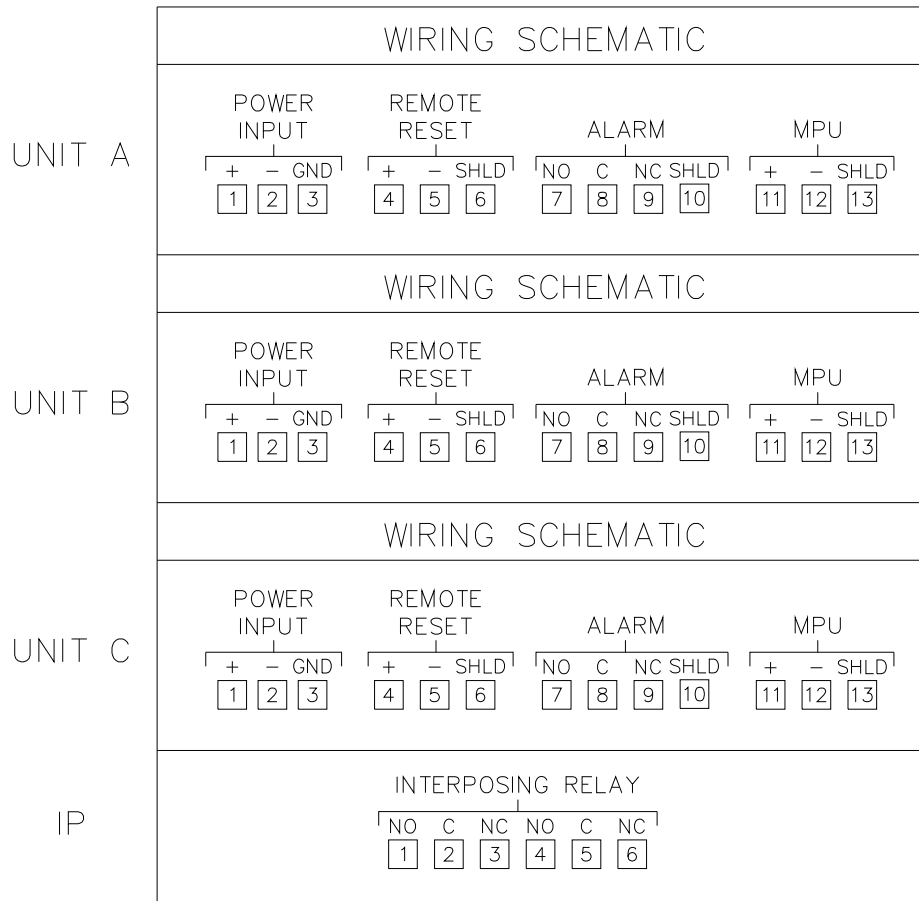 WIRING SCHEMATIC
UNIT A
POWER INPUT REMOTE RESET ALARM MPU
+ − GND + − SHLD NO C NC SHLD + − SHLD
1 2 3 4 5 6 7 8 9 10 11 12 13
WIRING SCHEMATIC
UNIT B
POWER INPUT REMOTE RESET ALARM MPU
+ − GND + − SHLD NO C NC SHLD + − SHLD
1 2 3 4 5 6 7 8 9 10 11 12 13
WIRING SCHEMATIC
UNIT C
POWER INPUT REMOTE RESET ALARM MPU
+ − GND + − SHLD NO C NC SHLD + − SHLD
1 2 3 4 5 6 7 8 9 10 11 12 13
IP
INTERPOSING RELAY
NO C NC NO C NC
1 2 3 4 5 6